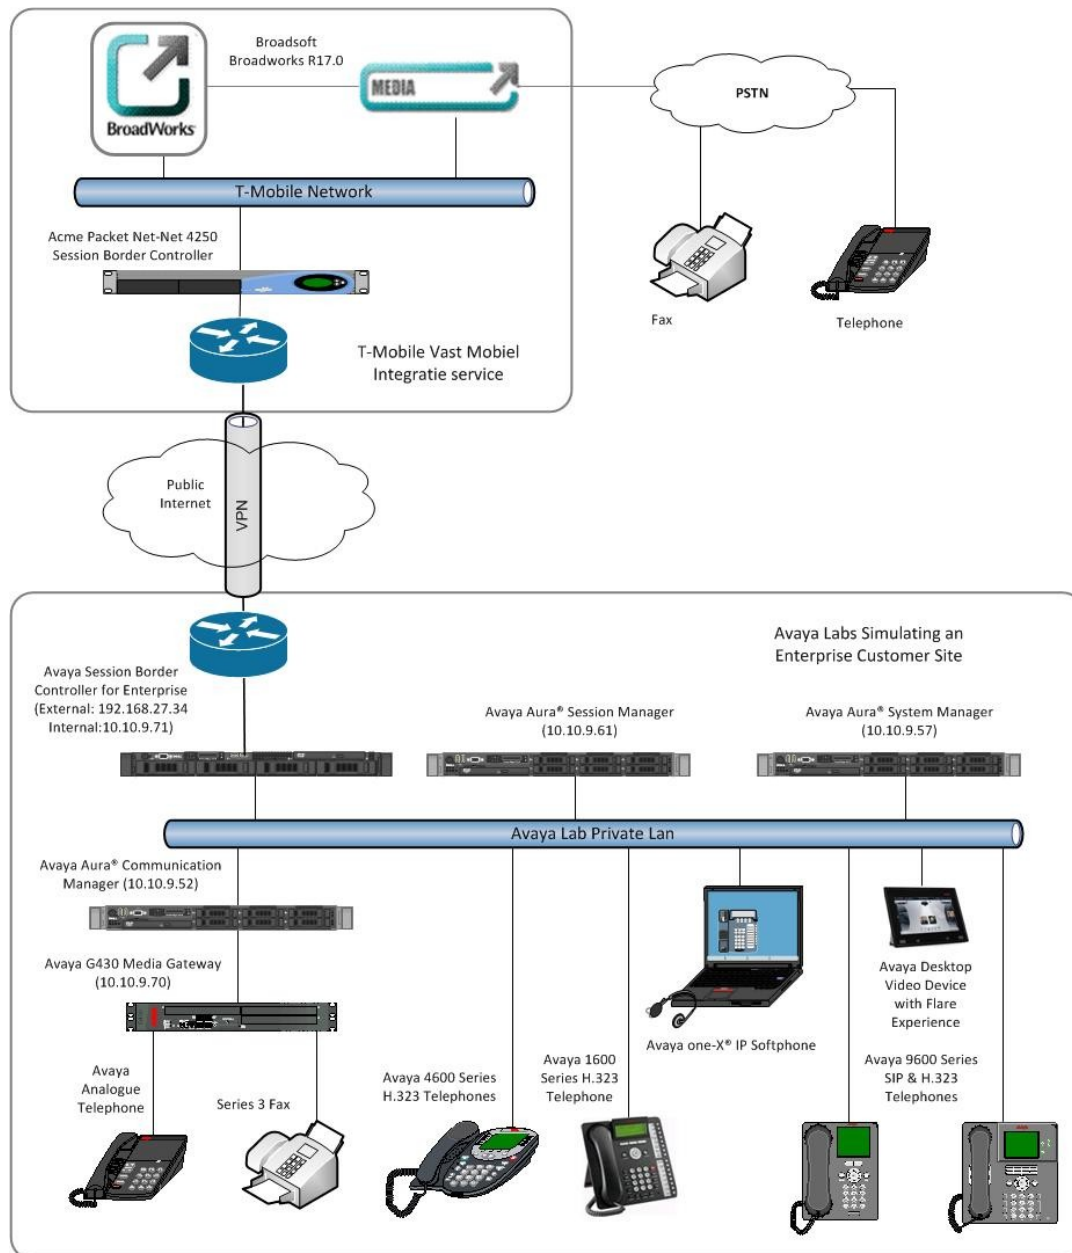 Broadsoft
Broadworks R17.0
MEDIA
BroadWorks
PSTN
T-Mobile Network
Acme Packet Net-Net 4250
Session Border Controller
Fax
Telephone
T-Mobile Vast Mobiel
Integratie service
Public
Internet
VPN
Avaya Labs Simulating an
Enterprise Customer Site
Avaya Session Border
Controller for Enterprise
(External: 192.168.27.34
Internal:10.10.9.71)
Avaya Aura® Session Manager
(10.10.9.61)
Avaya Aura® System Manager
(10.10.9.57)
Avaya Lab Private Lan
Avaya Aura® Communication
Manager (10.10.9.52)
Avaya G430 Media Gateway
(10.10.9.70)
Avaya Desktop
Video Device
with Flare
Experience
Avaya one-X® IP Softphone
Avaya
Analogue
Telephone
Series 3 Fax
Avaya 4600 Series
H.323 Telephones
Avaya 1600
Series H.323
Telephone
Avaya 9600 Series
SIP & H.323
Telephones